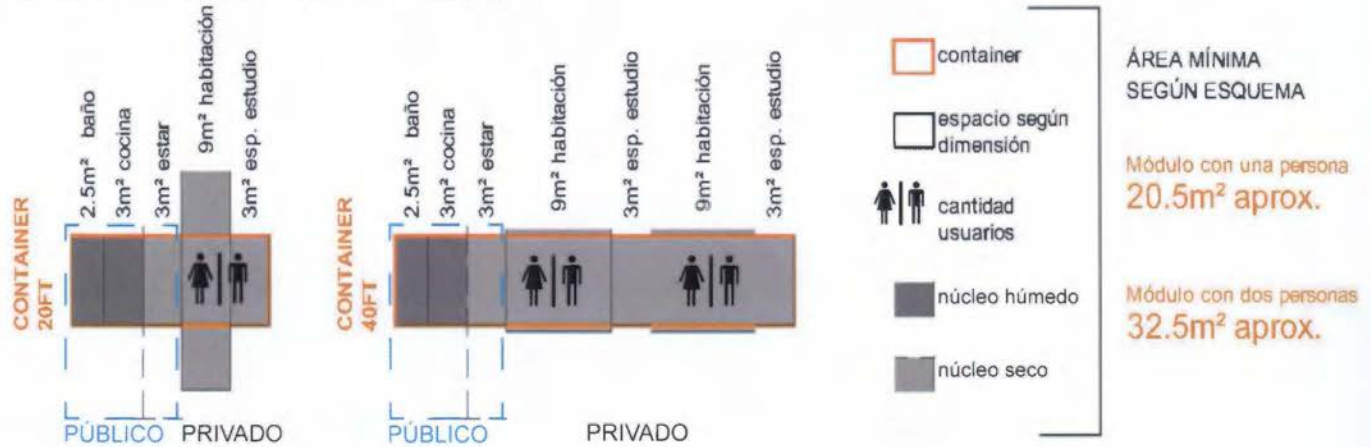 2.5m² baño
3m² cocina
3m² estar
9m² habitación
3m² esp. estudio
CONTAINER
20FT
PÚBLICO
PRIVADO
2.5m² baño
3m² cocina
3m² estar
9m² habitación
3m² esp. estudio
9m² habitación
3m² esp. estudio
CONTAINER
40FT
PÚBLICO
PRIVADO
container
espacio según
dimensión
cantidad
usuarios
núcleo húmedo
núcleo seco
ÁREA MÍNIMA
SEGÚN ESQUEMA
Módulo con una persona
20.5m² aprox.
Módulo con dos personas
32.5m² aprox.